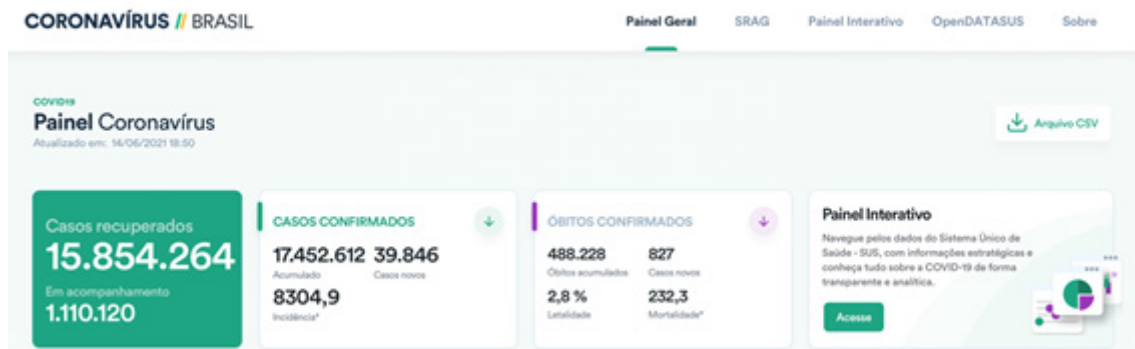 CORONAVÍRUS // BRASIL
Painel Geral
SRAG
Painel Interativo
OpenDATASUS
Sobre
COVID19
Painel Coronavírus
Atualizado em: 14/06/2021 18:50
Arquivo CSV
Casos recuperados
15.854.264
Em acompanhamento
1.110.120
CASOS CONFIRMADOS
17.452.612 39.846
Acumulado Casos novos
8304,9
Incidência*
ÓBITOS CONFIRMADOS
488.228 827
Óbitos acumulados Casos novos
2,8 % 232,3
Letalidade Mortalidade*
Painel Interativo
Navegue pelos dados do Sistema Único de
Saúde - SUS, com informações estratégicas e
conheça tudo sobre a COVID-19 de forma
transparente e analítica.
Acesse